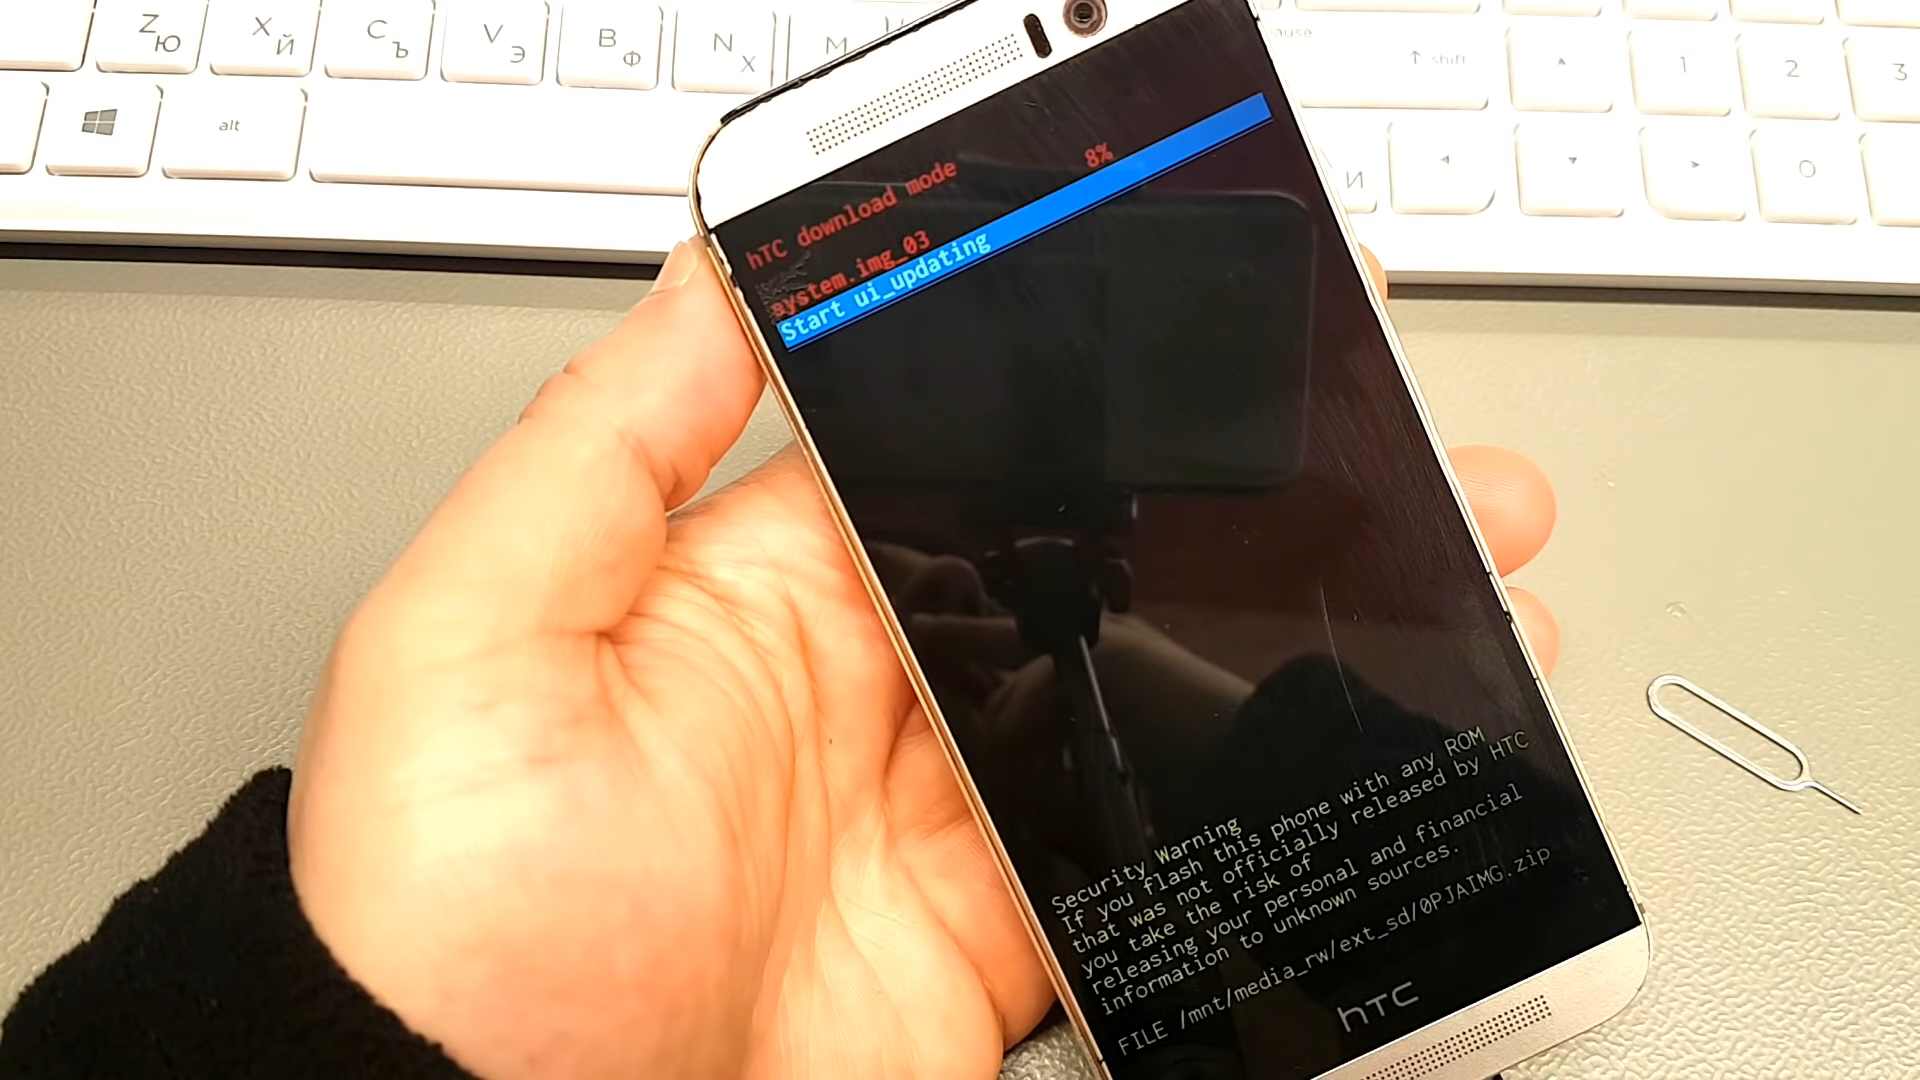 Z Ю
X Й
C Ъ
V Э
B Ф
N X
M
ause
↑ shift
1
2
3
alt
И
0
hTC download mode
8%
system.img_03
Start ui_updating
Security Warning
If you flash this phone with any ROM
that was not officially released by HTC
you take the risk of
releasing your personal and financial
information to unknown sources.
FILE /mnt/media_rw/ext_sd/0PJAIMG.zip
hTC